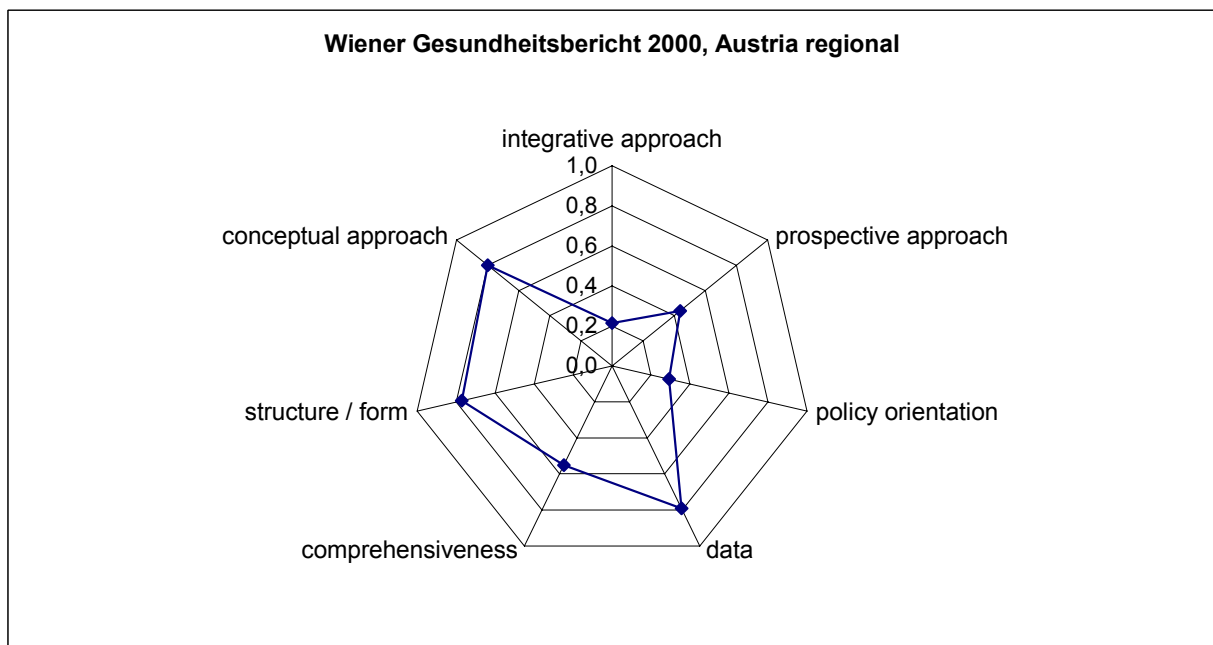 Wiener Gesundheitsbericht 2000, Austria regional
integrative approach
1,0
0,8
0,6
0,4
0,2
0,0
prospective approach
policy orientation
data
comprehensiveness
structure / form
conceptual approach